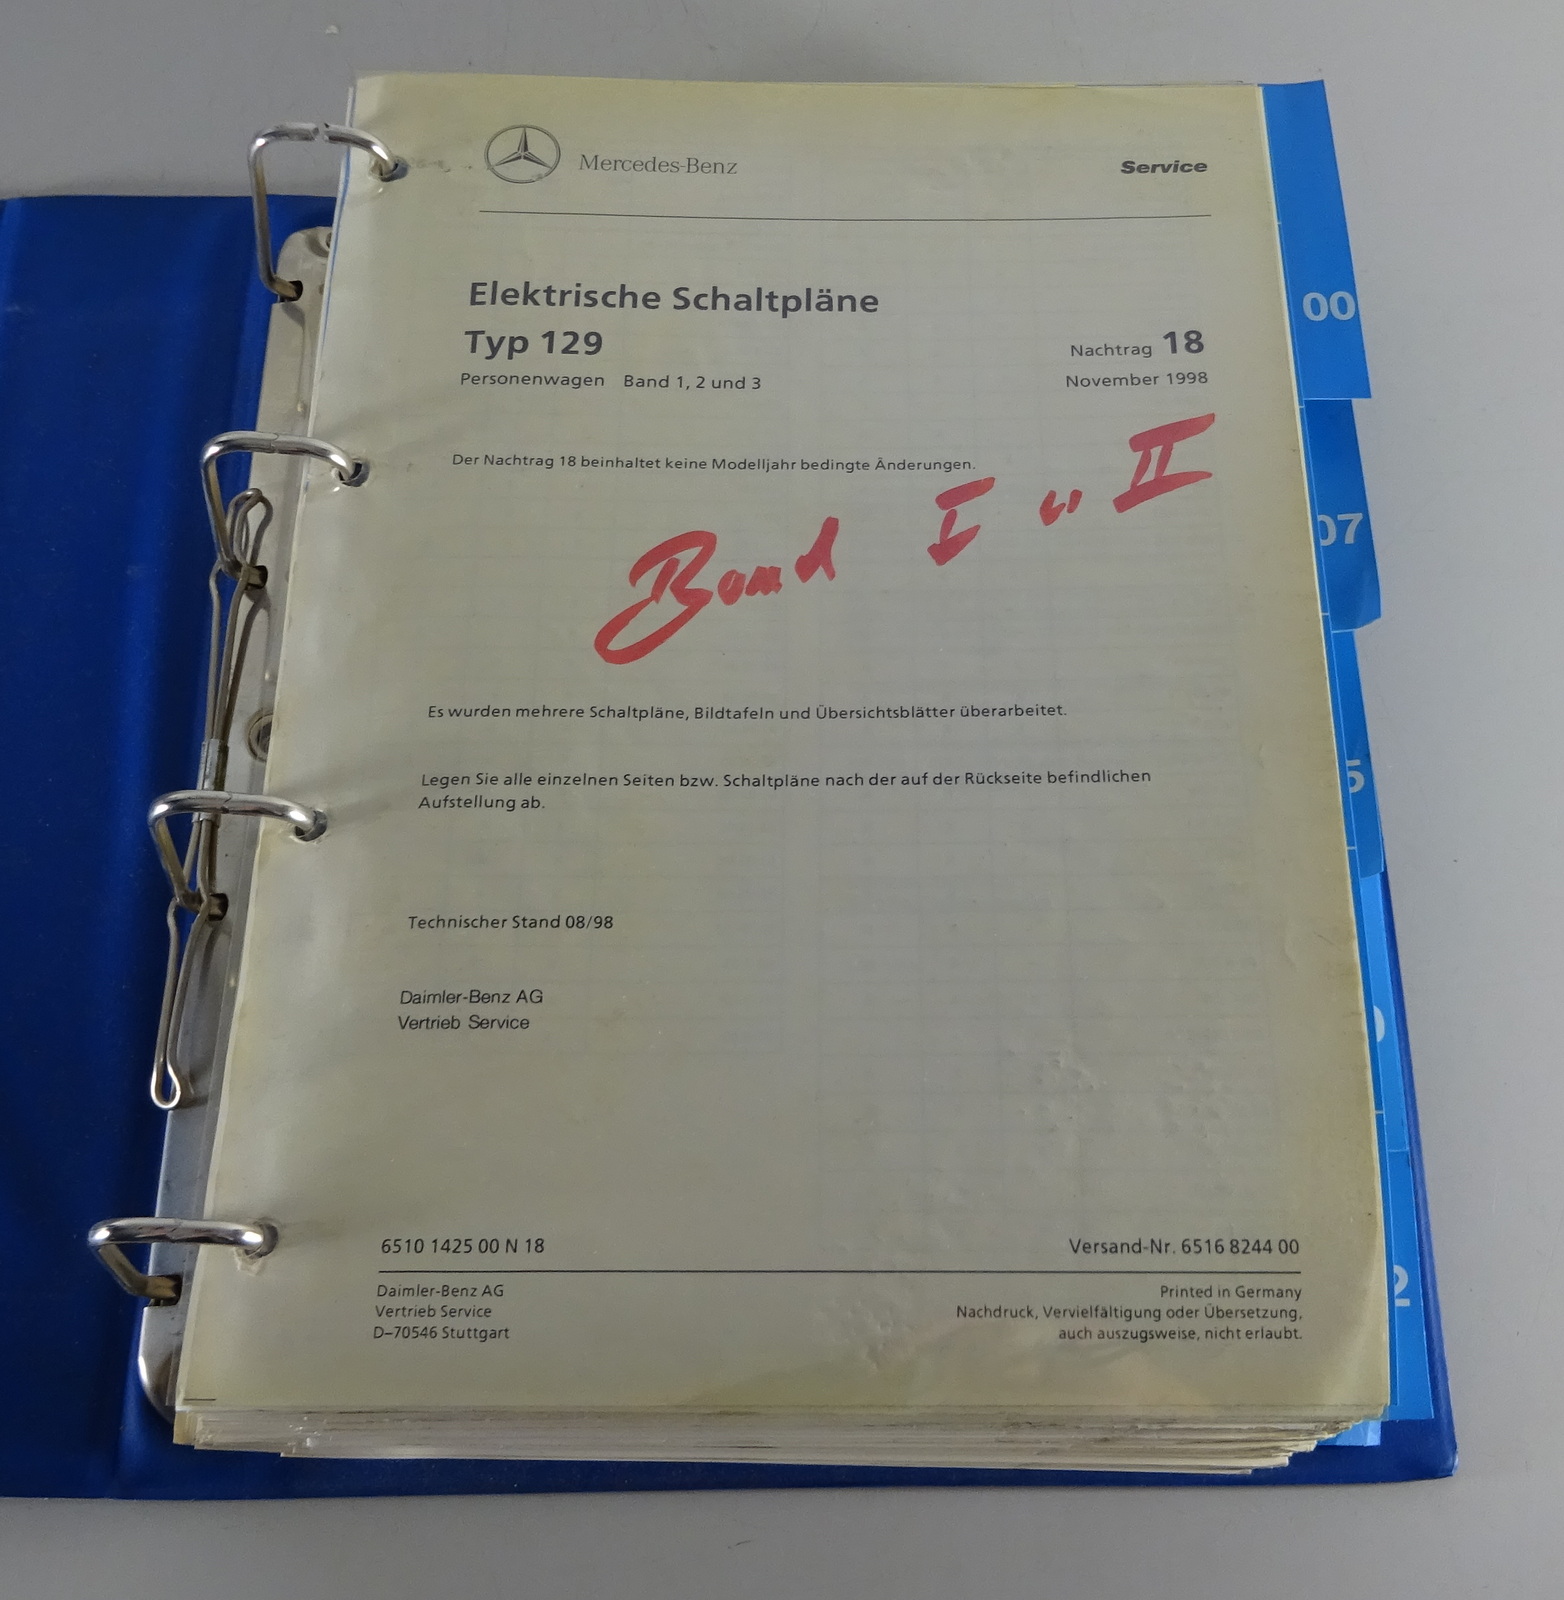 Mercedes-Benz
Service
Elektrische Schaltpläne
Typ 129
Nachtrag 18
Personenwagen Band 1, 2 und 3
November 1998
Der Nachtrag 18 beinhaltet keine Modelljahr bedingte Änderungen.
Band I u II
Es wurden mehrere Schaltpläne, Bildtafeln und Übersichtsblätter überarbeitet.
Legen Sie alle einzelnen Seiten bzw. Schaltpläne nach der auf der Rückseite befindlichen
Aufstellung ab.
Technischer Stand 08/98
Daimler-Benz AG
Vertrieb Service
6510 1425 00 N 18
Versand-Nr. 6516 8244 00
Daimler-Benz AG
Vertrieb Service
D–70546 Stuttgart
Printed in Germany
Nachdruck, Vervielfältigung oder Übersetzung,
auch auszugsweise, nicht erlaubt.
00
07
5
2